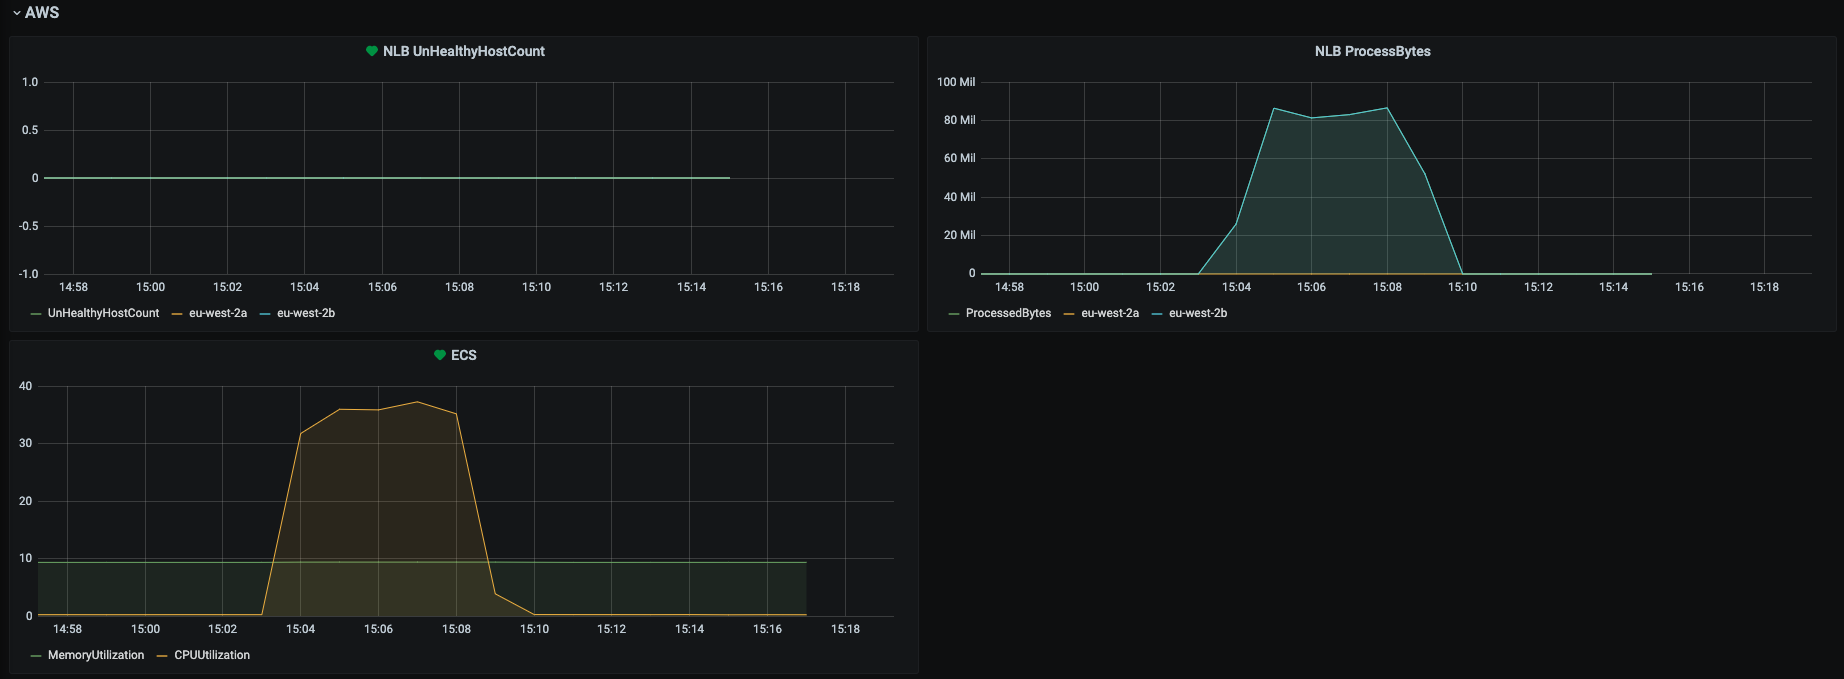 AWS
NLB UnHealthyHostCount
1.0
0.5
0
-0.5
-1.0
14:58 15:00 15:02 15:04 15:06 15:08 15:10 15:12 15:14 15:16 15:18
UnHealthyHostCount eu-west-2a eu-west-2b
NLB ProcessBytes
100 Mil
80 Mil
60 Mil
40 Mil
20 Mil
0
14:58 15:00 15:02 15:04 15:06 15:08 15:10 15:12 15:14 15:16 15:18
ProcessedBytes eu-west-2a eu-west-2b
ECS
40
30
20
10
0
14:58 15:00 15:02 15:04 15:06 15:08 15:10 15:12 15:14 15:16 15:18
MemoryUtilization CPUUtilization